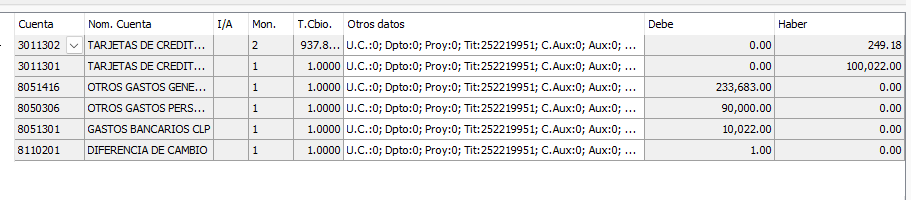 Cuenta Nom. Cuenta I/A Mon. T.Cbio. Otros datos Debe Haber
3011302 TARJETAS DE CREDIT... 2 937.8... U.C.:0; Dpto:0; Proy:0; Tit:252219951; C.Aux:0; Aux:0; ... 0.00 249.18
3011301 TARJETAS DE CREDIT... 1 1.0000 U.C.:0; Dpto:0; Proy:0; Tit:252219951; C.Aux:0; Aux:0; ... 0.00 100,022.00
8051416 OTROS GASTOS GENE... 1 1.0000 U.C.:0; Dpto:0; Proy:0; Tit:252219951; C.Aux:0; Aux:0; ... 233,683.00 0.00
8050306 OTROS GASTOS PERS... 1 1.0000 U.C.:0; Dpto:0; Proy:0; Tit:252219951; C.Aux:0; Aux:0; ... 90,000.00 0.00
8051301 GASTOS BANCARIOS CLP 1 1.0000 U.C.:0; Dpto:0; Proy:0; Tit:252219951; C.Aux:0; Aux:0; ... 10,022.00 0.00
8110201 DIFERENCIA DE CAMBIO 1 1.0000 U.C.:0; Dpto:0; Proy:0; Tit:252219951; C.Aux:0; Aux:0; ... 1.00 0.00